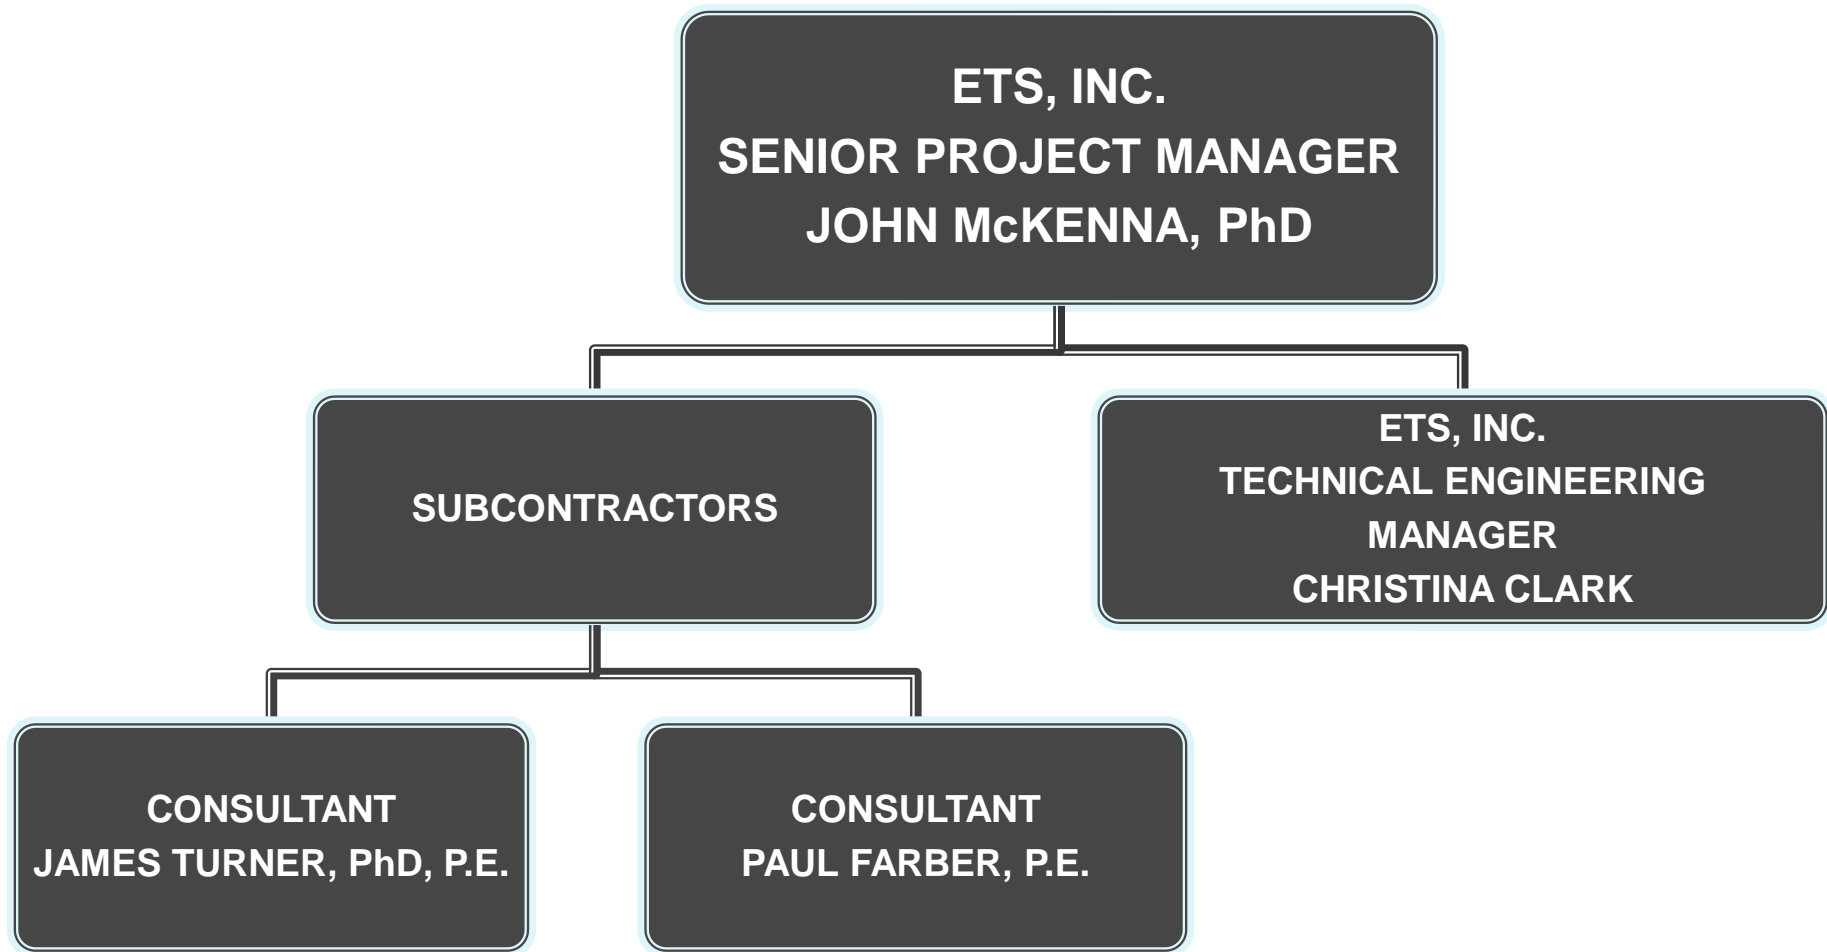 ETS, INC.
SENIOR PROJECT MANAGER
JOHN McKENNA, PhD
SUBCONTRACTORS
ETS, INC.
TECHNICAL ENGINEERING
MANAGER
CHRISTINA CLARK
CONSULTANT
JAMES TURNER, PhD, P.E.
CONSULTANT
PAUL FARBER, P.E.